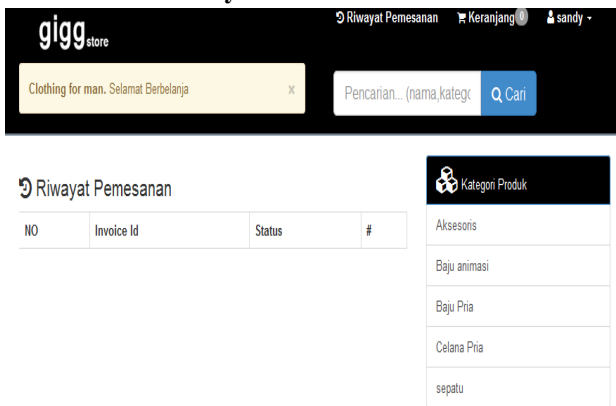 gigg store
Riwayat Pemesanan Keranjang 0 sandy
Clothing for man. Selamat Berbelanja x
Pencarian... (nama,katego Cari
Riwayat Pemesanan
NO Invoice Id Status #
Kategori Produk
Aksesoris
Baju animasi
Baju Pria
Celana Pria
sepatu